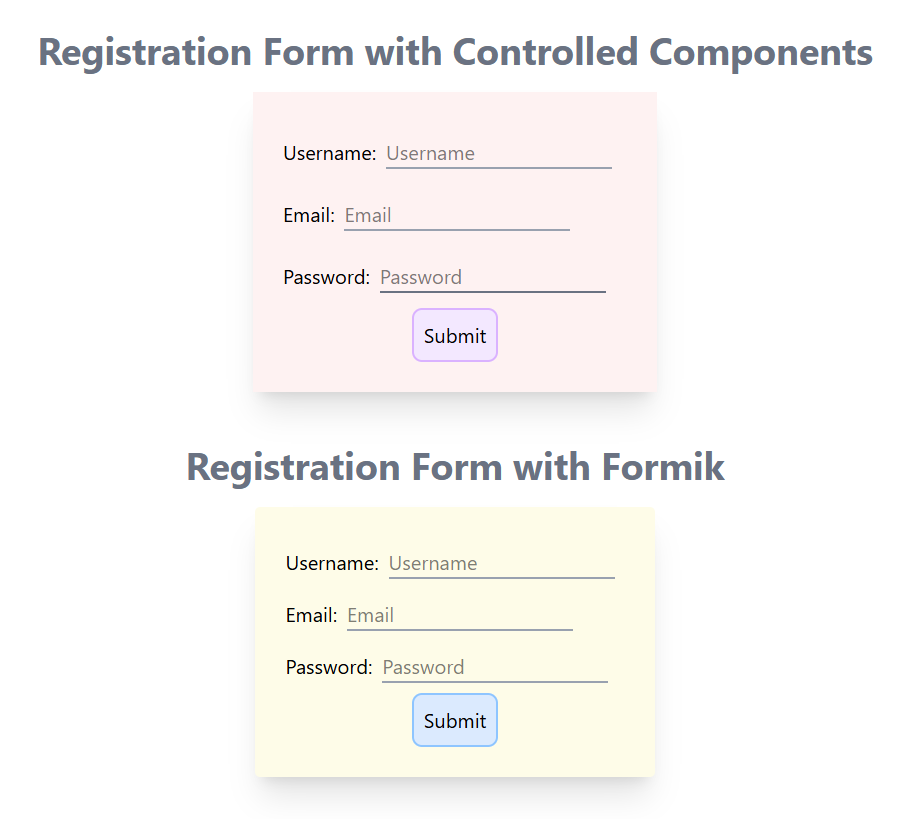 Registration Form with Controlled Components
Username: Username
Email: Email
Password: Password
Submit
Registration Form with Formik
Username: Username
Email: Email
Password: Password
Submit